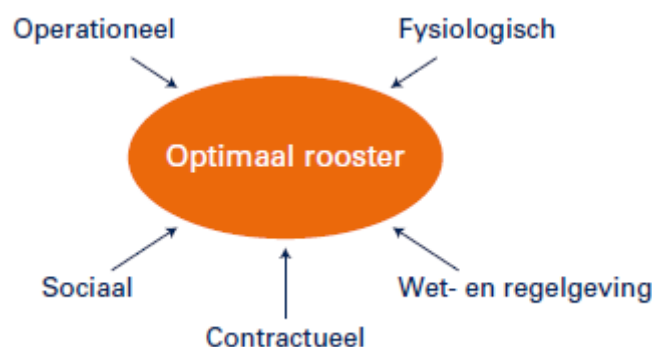 Operationeel
Fysiologisch
Optimaal rooster
Sociaal
Wet- en regelgeving
Contractueel